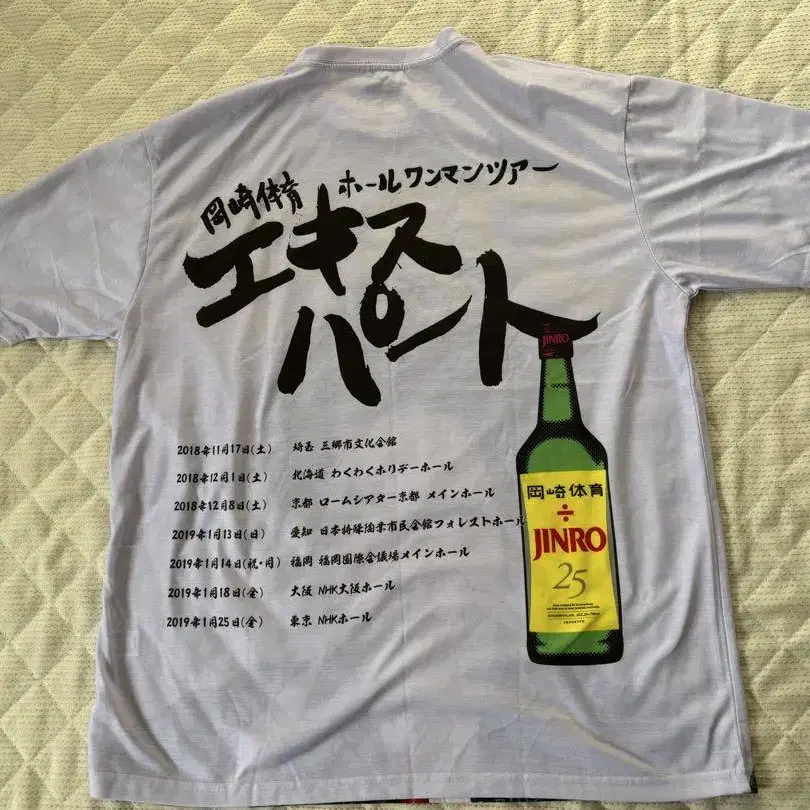 岡崎体育 ホールワンマンツアー
エキス
パント
2018年11月17日(土) 埼玉 三郷市文化会館
2018年12月1日(土) 北海道 わくわくホリデーホール
2018年12月8日(土) 京都 ロームシアター京都 メインホール
2019年1月13日(日) 愛知 日本特殊陶業市民会館フォレストホール
2019年1月14日(祝・月) 福岡 福岡国際会議場メインホール
2019年1月18日(金) 大阪 NHK大阪ホール
2019年1月25日(金) 東京 NHKホール
JINRO
岡崎体育
÷
JINRO
25